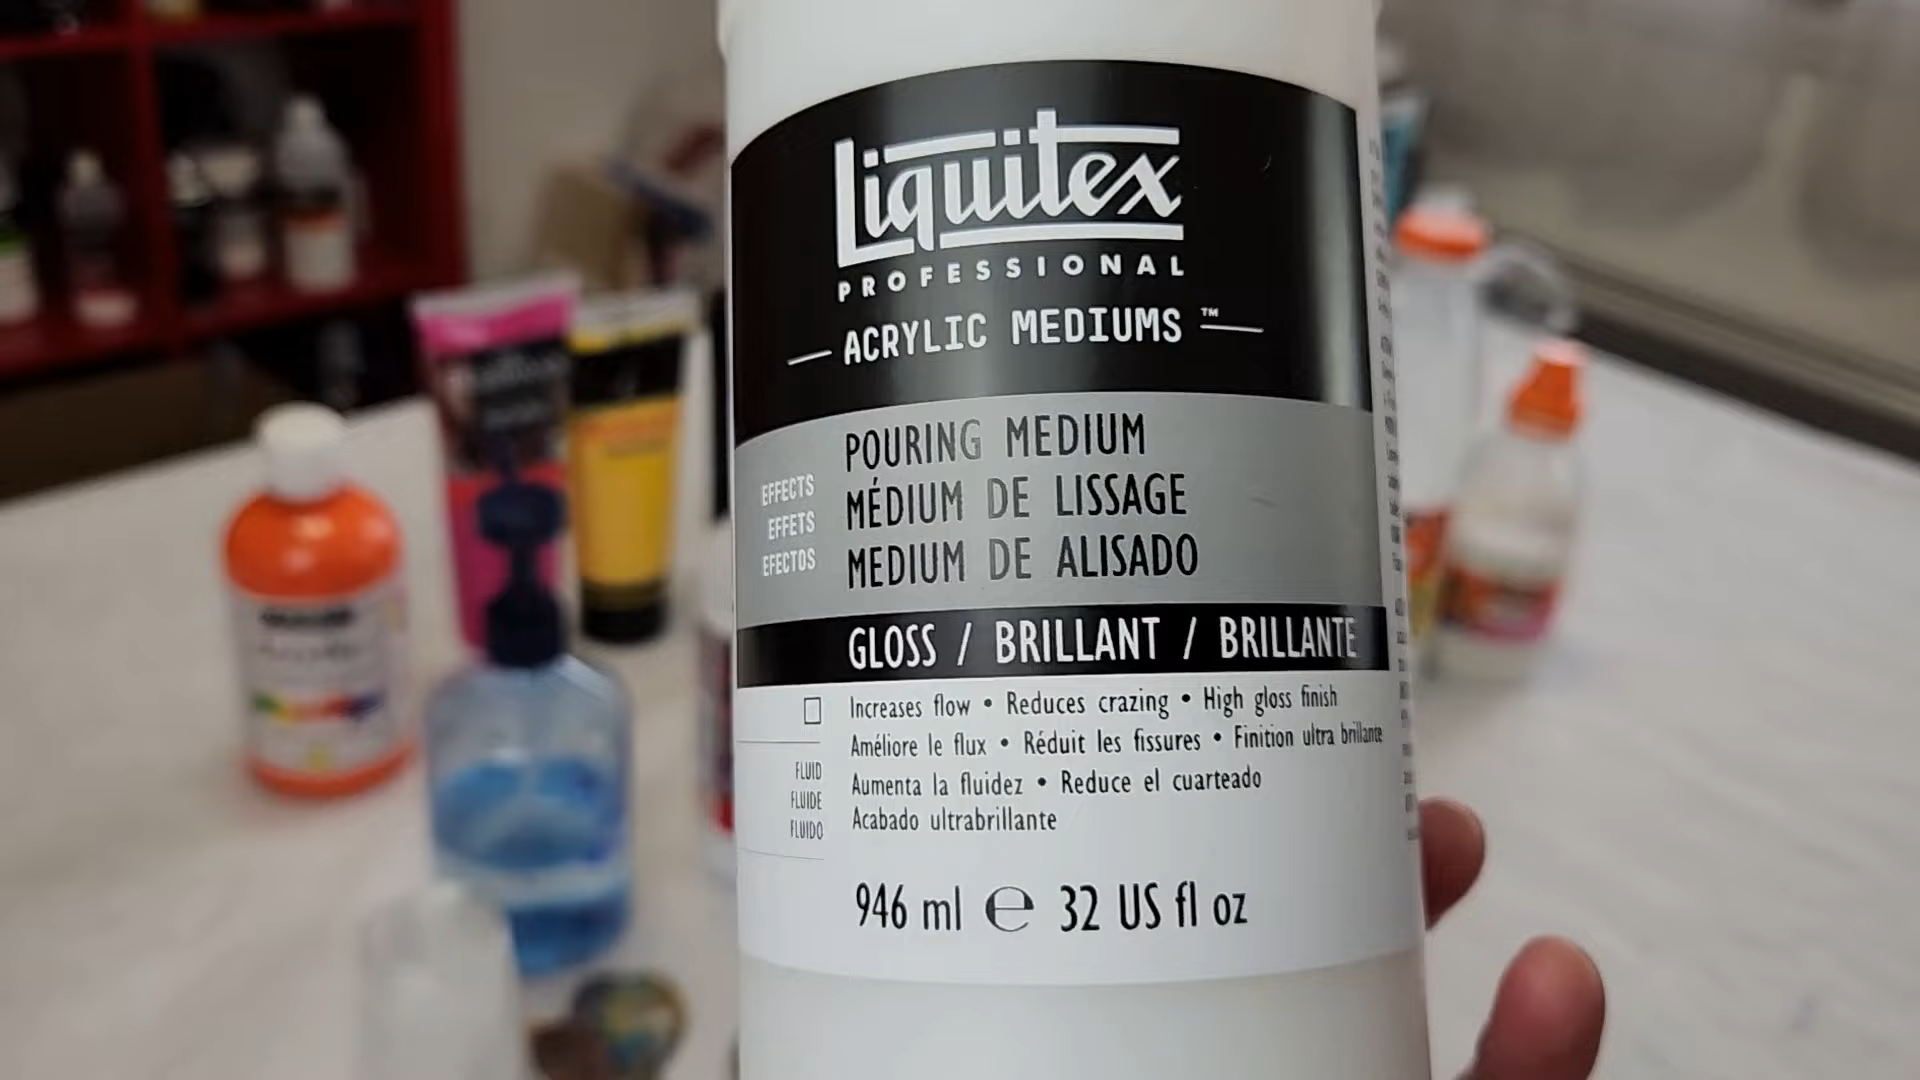 Liquitex
PROFESSIONAL
ACRYLIC MEDIUMS™
EFFECTS
EFFETS
EFECTOS
POURING MEDIUM
MÉDIUM DE LISSAGE
MEDIUM DE ALISADO
GLOSS / BRILLANT / BRILLANTE
Increases flow • Reduces crazing • High gloss finish
Améliore le flux • Réduit les fissures • Finition ultra brillante
Aumenta la fluidez • Reduce el cuarteado
Acabado ultrabrillante
FLUID
FLUIDE
FLUIDO
946 ml ℮ 32 US fl oz